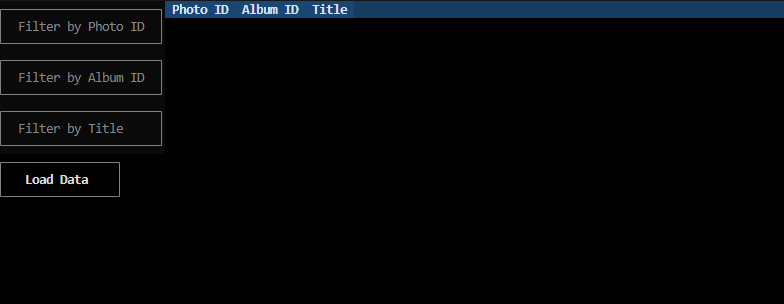 Filter by Photo ID
Filter by Album ID
Filter by Title
Load Data
Photo ID Album ID Title